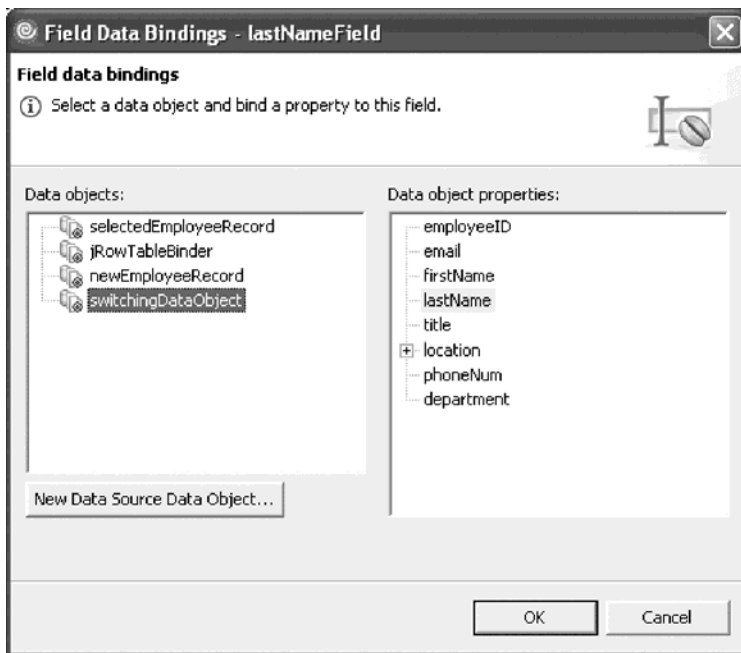 Field Data Bindings - lastNameField
Field data bindings
Select a data object and bind a property to this field.
Data objects:
selectedEmployeeRecord
jRowTableBinder
newEmployeeRecord
switchingDataObject
New Data Source Data Object...
Data object properties:
employeeID
email
firstName
lastName
title
location
phoneNum
department
OK
Cancel